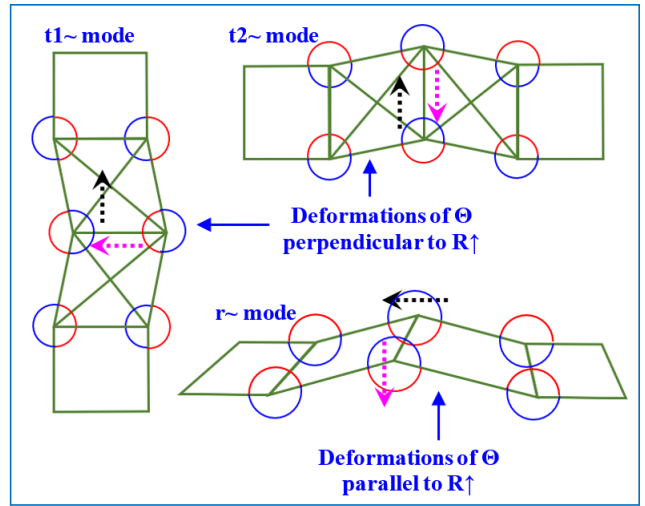 t1~ mode
t2~ mode
Deformations of Θ
perpendicular to R↑
r~ mode
Deformations of Θ
parallel to R↑